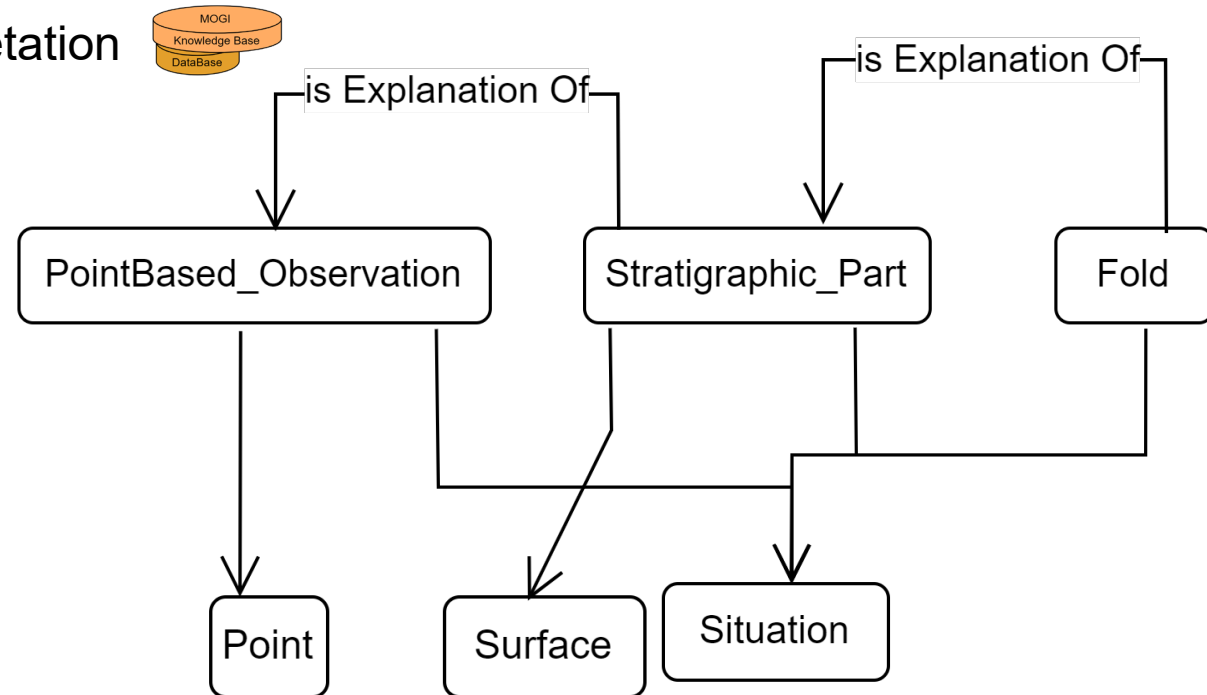 MOGI
etation
Knowledge Base
DataBase
is Explanation Of
is Explanation Of
PointBased_Observation
Stratigraphic_Part
Fold
Point
Surface
Situation